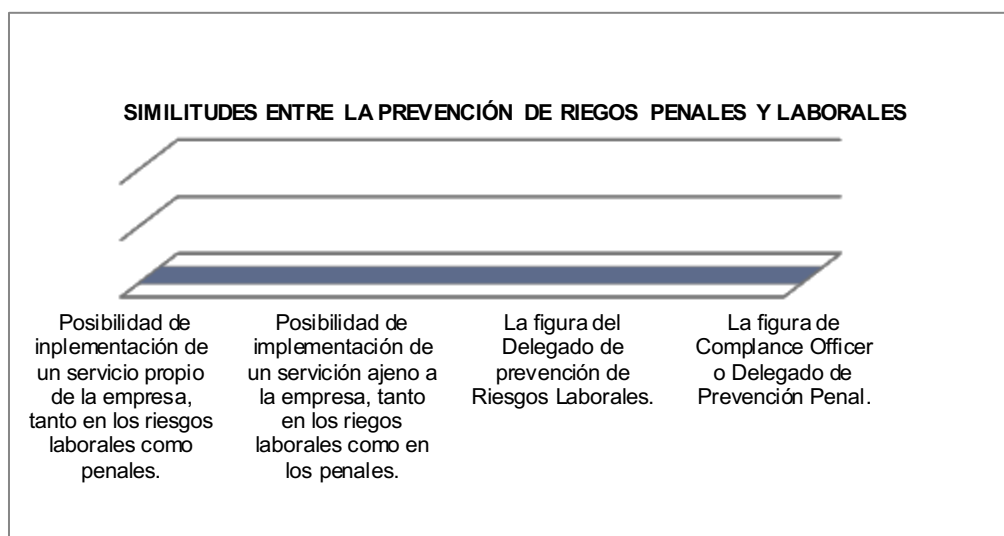 SIMILITUDES ENTRE LA PREVENCIÓN DE RIEGOS PENALES Y LABORALES
Posibilidad de
inplementación de
un servicio propio
de la empresa,
tanto en los riesgos
laborales como
penales.
Posibilidad de
implementación de
un servición ajeno a
la empresa, tanto
en los riegos
laborales como en
los penales.
La figura del
Delegado de
prevención de
Riesgos Laborales.
La figura de
Complance Officer
o Delegado de
Prevención Penal.